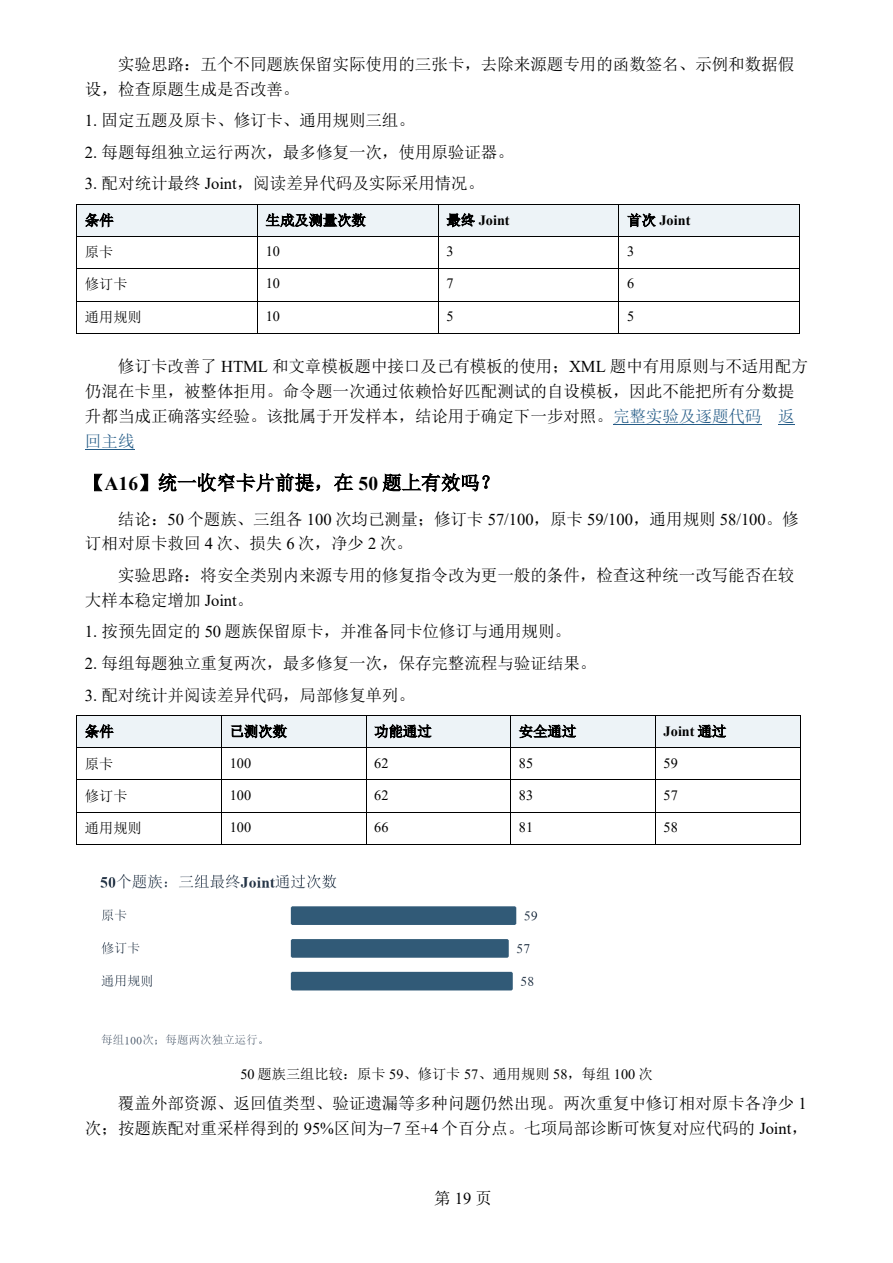 实验思路：五个不同题族保留实际使用的三张卡，去除来源题专用的函数签名、示例和数据假
设，检查原题生成是否改善。
1. 固定五题及原卡、修订卡、通用规则三组。
2. 每题每组独立运行两次，最多修复一次，使用原验证器。
3. 配对统计最终 Joint，阅读差异代码及实际采用情况。
条件 生成及测量次数 最终 Joint 首次 Joint
原卡 10 3 3
修订卡 10 7 6
通用规则 10 5 5
修订卡改善了 HTML 和文章模板题中接口及已有模板的使用；XML 题中有用原则与不适用配方
仍混在卡里，被整体拒用。命令题一次通过依赖恰好匹配测试的自设模板，因此不能把所有分数提
升都当成正确落实经验。该批属于开发样本，结论用于确定下一步对照。完整实验及逐题代码 返
回主线
【A16】统一收窄卡片前提，在 50 题上有效吗？
结论：50 个题族、三组各 100 次均已测量；修订卡 57/100，原卡 59/100，通用规则 58/100。修
订相对原卡救回 4 次、损失 6 次，净少 2 次。
实验思路：将安全类别内来源专用的修复指令改为更一般的条件，检查这种统一改写能否在较
大样本稳定增加 Joint。
1. 按预先固定的 50 题族保留原卡，并准备同卡位修订与通用规则。
2. 每组每题独立重复两次，最多修复一次，保存完整流程与验证结果。
3. 配对统计并阅读差异代码，局部修复单列。
条件 已测次数 功能通过 安全通过 Joint 通过
原卡 100 62 85 59
修订卡 100 62 83 57
通用规则 100 66 81 58
50个题族：三组最终Joint通过次数
原卡 59
修订卡 57
通用规则 58
每组100次；每题两次独立运行。
50 题族三组比较：原卡 59、修订卡 57、通用规则 58，每组 100 次
覆盖外部资源、返回值类型、验证遗漏等多种问题仍然出现。两次重复中修订相对原卡各净少 1
次；按题族配对重采样得到的 95%区间为−7 至+4 个百分点。七项局部诊断可恢复对应代码的 Joint，
第 19 页